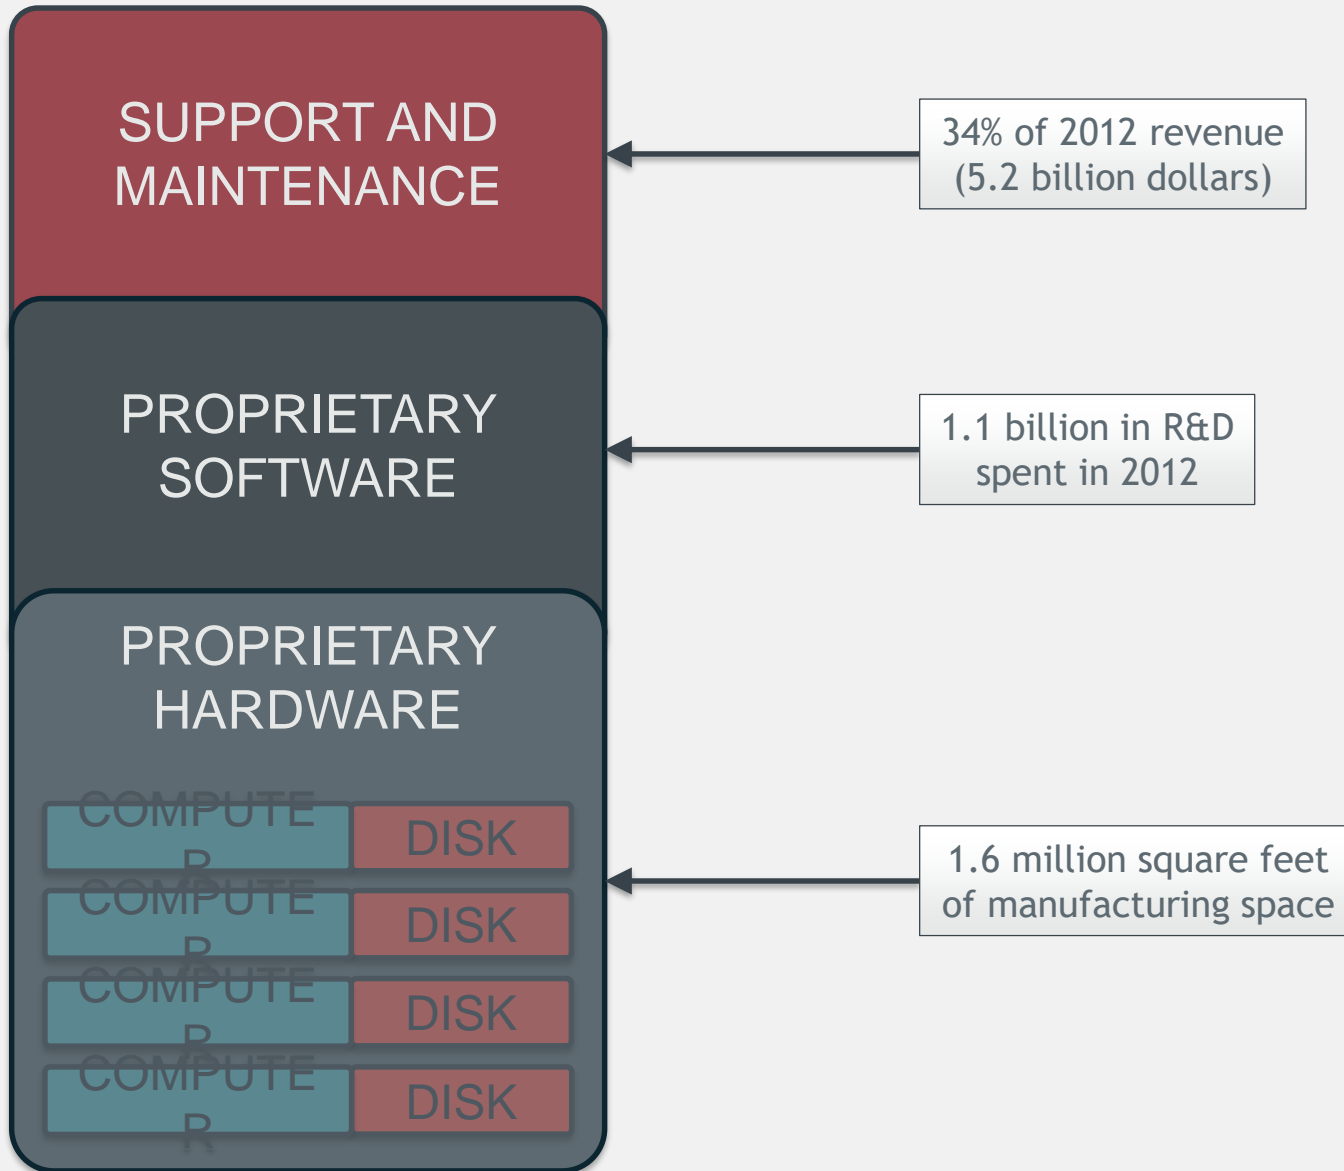 SUPPORT AND
MAINTENANCE
34% of 2012 revenue
(5.2 billion dollars)
PROPRIETARY
SOFTWARE
1.1 billion in R&D
spent in 2012
PROPRIETARY
HARDWARE
COMPUTE
R
DISK
COMPUTE
R
DISK
COMPUTE
R
DISK
COMPUTE
R
DISK
1.6 million square feet
of manufacturing space